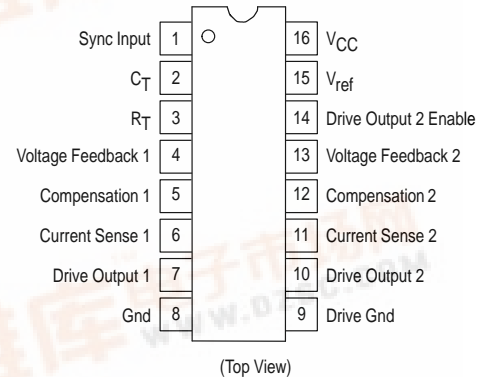 Sync Input 1 16 VCC
CT 2 15 Vref
RT 3 14 Drive Output 2 Enable
Voltage Feedback 1 4 13 Voltage Feedback 2
Compensation 1 5 12 Compensation 2
Current Sense 1 6 11 Current Sense 2
Drive Output 1 7 10 Drive Output 2
Gnd 8 9 Drive Gnd
(Top View)